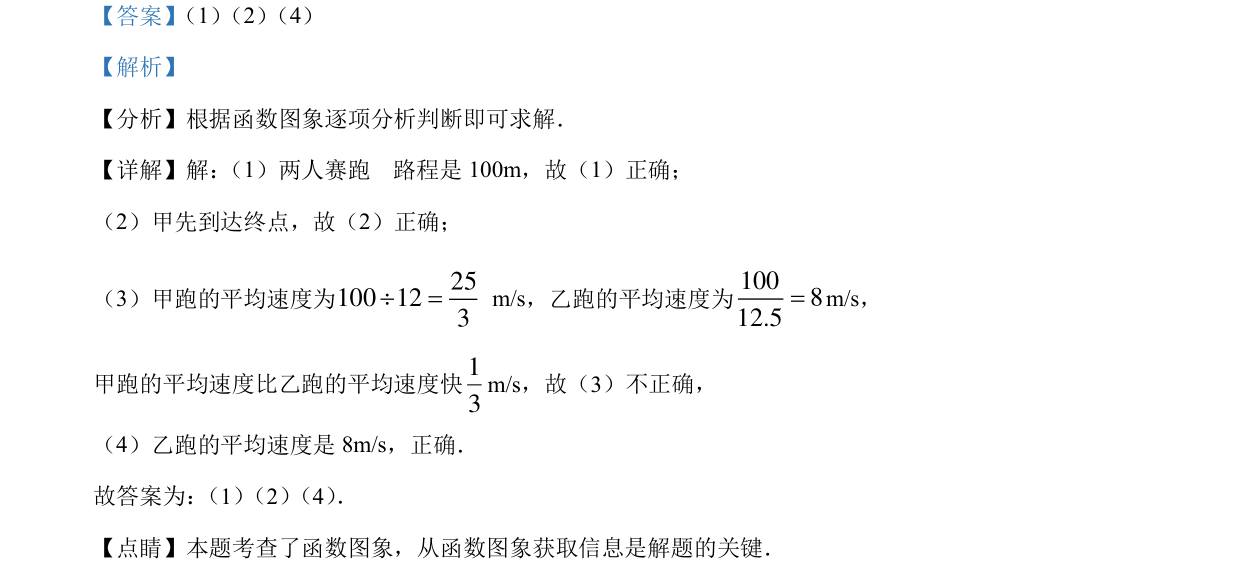 【答案】（1）（2）（4）
【解析】
【分析】根据函数图象逐项分析判断即可求解．
【详解】解：（1）两人赛跑　路程是 100m，故（1）正确；
（2）甲先到达终点，故（2）正确；
（3）甲跑的平均速度为100÷12=25/3 m/s，乙跑的平均速度为100/12.5=8m/s，
甲跑的平均速度比乙跑的平均速度快1/3m/s，故（3）不正确，
（4）乙跑的平均速度是 8m/s，正确．
故答案为：（1）（2）（4）．
【点睛】本题考查了函数图象，从函数图象获取信息是解题的关键．